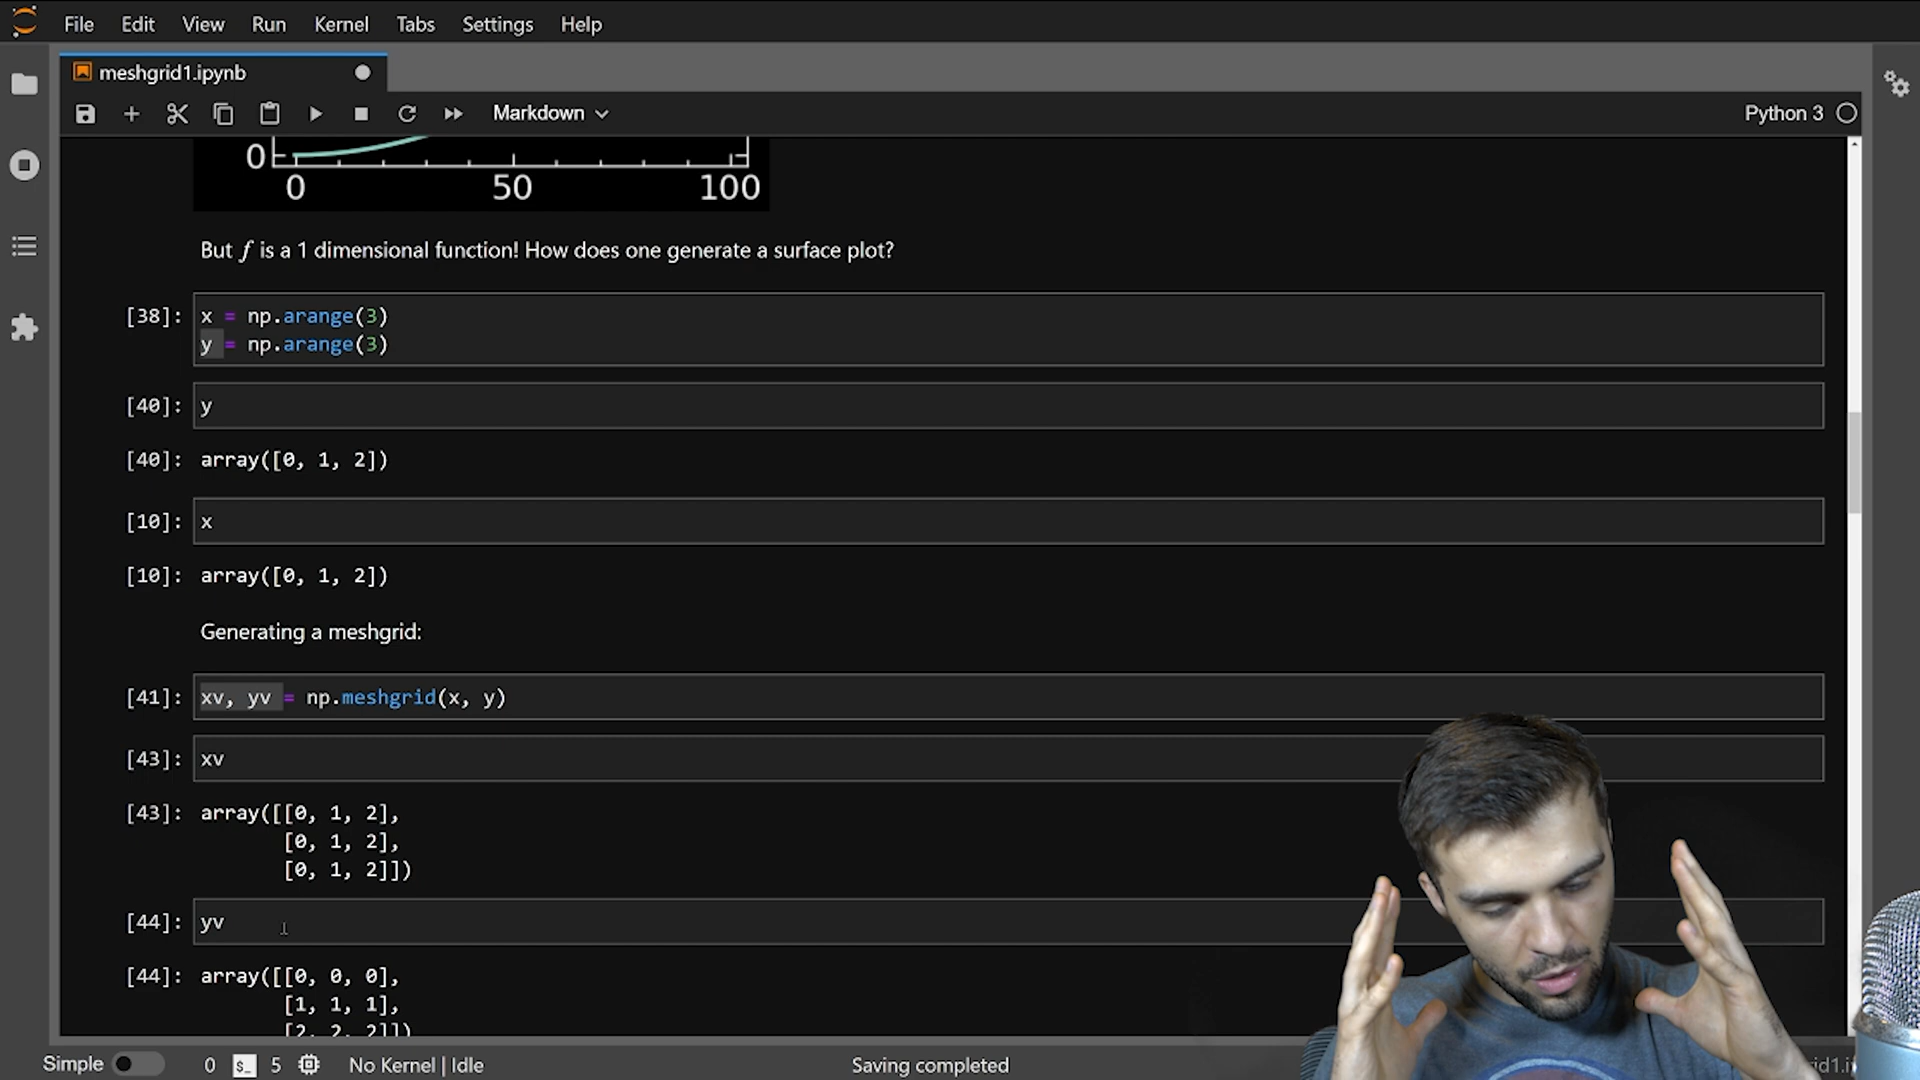 File Edit View Run Kernel Tabs Settings Help
meshgrid1.ipynb
Markdown Python 3
0
0 50 100
But f is a 1 dimensional function! How does one generate a surface plot?
[38]: x = np.arange(3)
y = np.arange(3)
[40]: y
[40]: array([0, 1, 2])
[10]: x
[10]: array([0, 1, 2])
Generating a meshgrid:
[41]: xv, yv = np.meshgrid(x, y)
[43]: xv
[43]: array([[0, 1, 2],
[0, 1, 2],
[0, 1, 2]])
[44]: yv
[44]: array([[0, 0, 0],
[1, 1, 1],
[2, 2, 2]])
Simple 0 $_ 5 No Kernel | Idle Saving completed